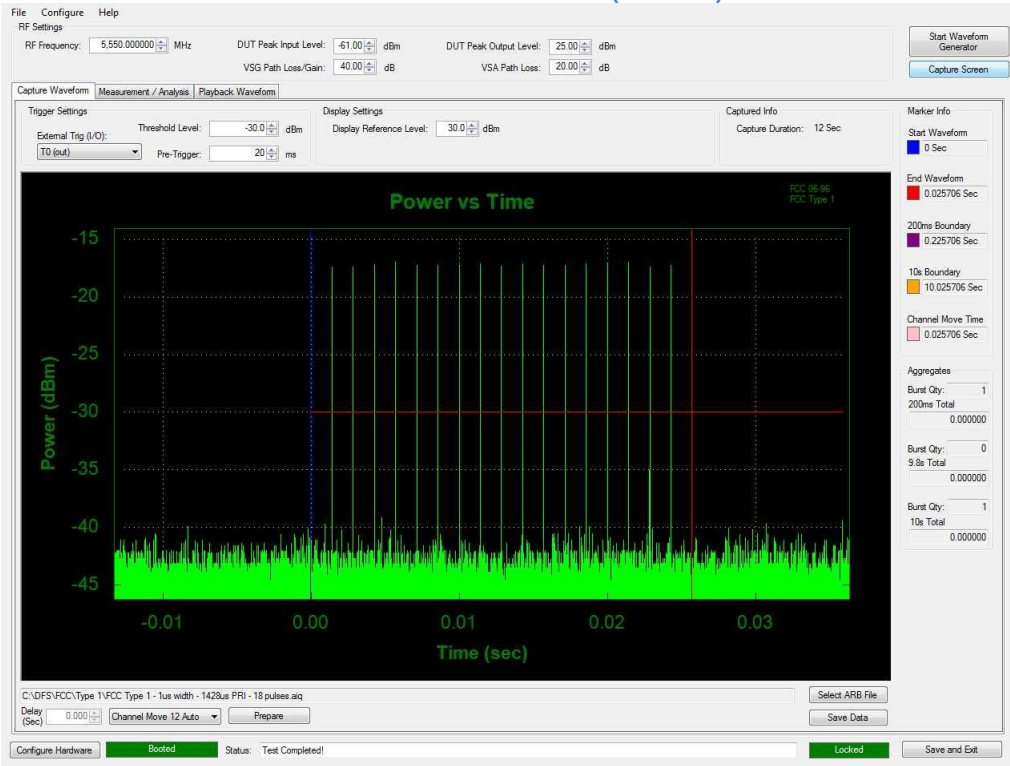 File Configure Help
RF Settings
RF Frequency: 5,550.000000 MHz DUT Peak Input Level: -61.00 dBm DUT Peak Output Level: 25.00 dBm
VSG Path Loss/Gain: 40.00 dB VSA Path Loss: 20.00 dB
Start Waveform
Generator
Capture Screen
Capture Waveform Measurement / Analysis Playback Waveform
Trigger Settings
External Trig (I/O):
T0 (out)
Threshold Level: -30.0 dBm
Pre-Trigger: 20 ms
Display Settings
Display Reference Level: 30.0 dBm
Captured Info
Capture Duration: 12 Sec
Marker Info
Start Waveform
0 Sec
End Waveform
0.025706 Sec
200ms Boundary
0.225706 Sec
10s Boundary
10.025706 Sec
Channel Move Time
0.025706 Sec
Aggregates
Burst Qty: 1
200ms Total
0.000000
Burst Qty: 0
9.8s Total
0.000000
Burst Qty: 1
10s Total
0.000000
Power vs Time
FCC 06-96
FCC Type 1
-15
-20
-25
-30
-35
-40
-45
Power (dBm)
-0.01 0.00 0.01 0.02 0.03
Time (sec)
C:\DFS\FCC\Type 1\FCC Type 1 - 1us width - 1428us PRI - 18 pulses.aiq
Select ARB File
Delay
(Sec) 0.000 Channel Move 12 Auto Prepare
Save Data
Configure Hardware Booted Status: Test Completed! Locked Save and Exit